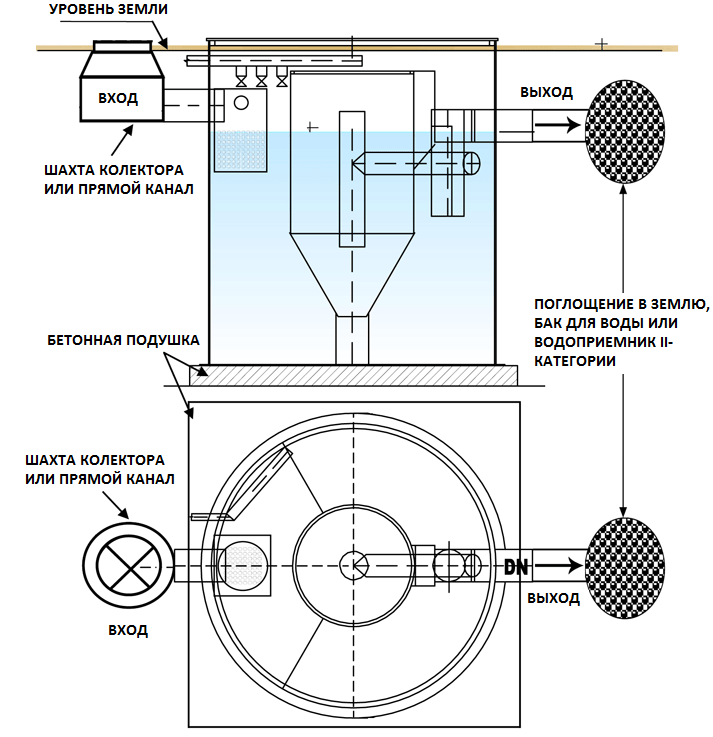 УРОВЕНЬ ЗЕМЛИ
ВХОД
ВЫХОД
ШАХТА КОЛЕКТОРА
ИЛИ ПРЯМОЙ КАНАЛ
ПОГЛОЩЕНИЕ В ЗЕМЛЮ,
БАК ДЛЯ ВОДЫ ИЛИ
ВОДОПРИЕМНИК II-
КАТЕГОРИИ
БЕТОННАЯ ПОДУШКА
ШАХТА КОЛЕКТОРА
ИЛИ ПРЯМОЙ КАНАЛ
DN
ВЫХОД
ВХОД